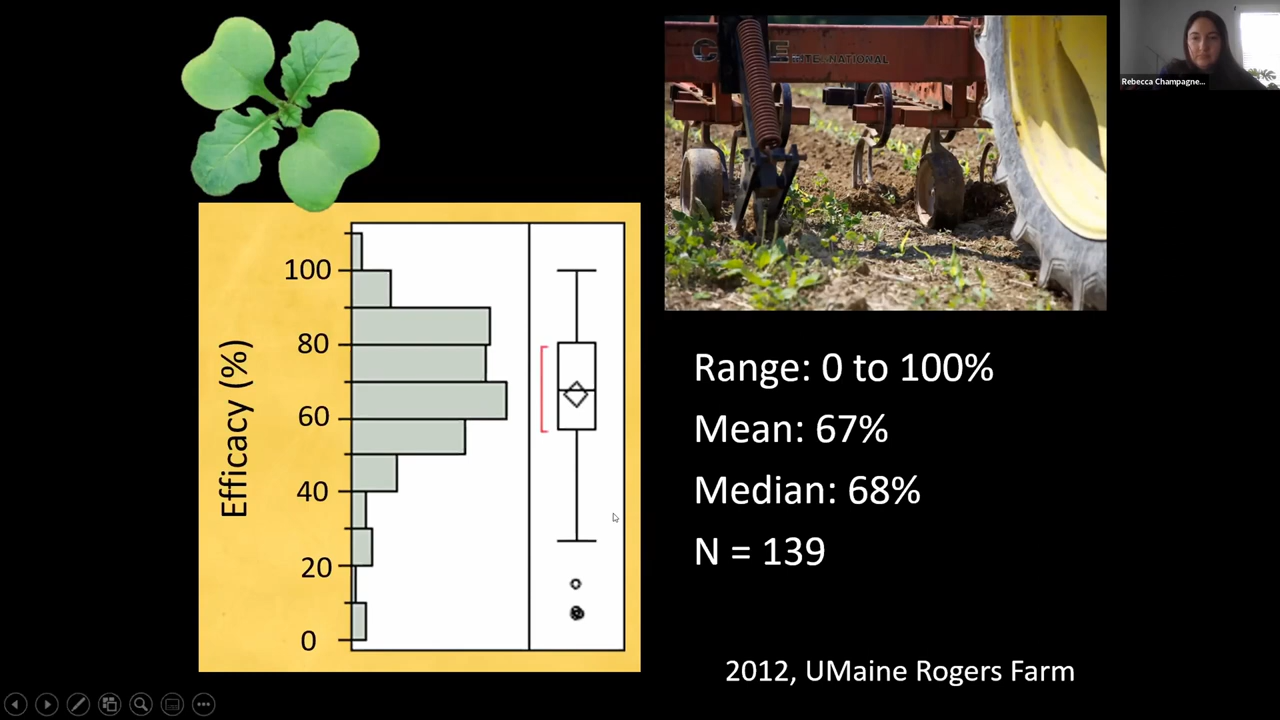 Rebecca Champagne...
INTERNATIONAL
Efficacy (%)
100
80
60
40
20
0
Range: 0 to 100%
Mean: 67%
Median: 68%
N = 139
2012, UMaine Rogers Farm